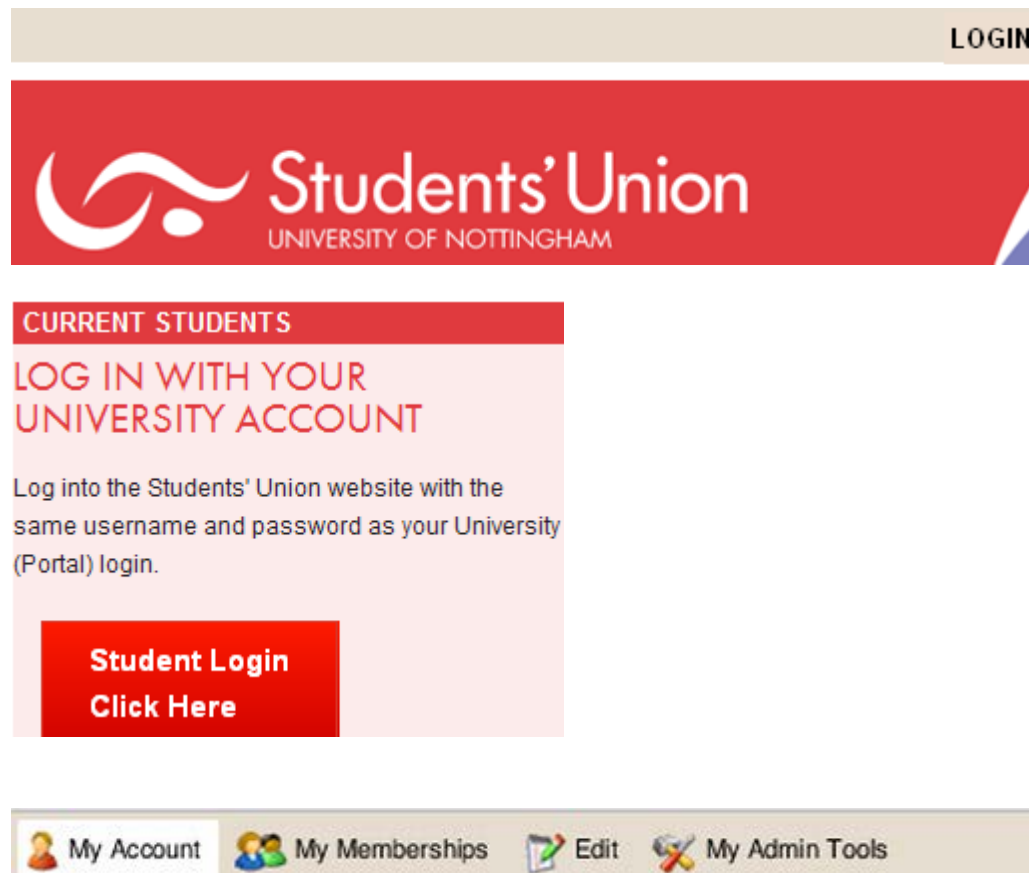 LOGIN
Students' Union
UNIVERSITY OF NOTTINGHAM
CURRENT STUDENTS
LOG IN WITH YOUR
UNIVERSITY ACCOUNT
Log into the Students' Union website with the
same username and password as your University
(Portal) login.
Student Login
Click Here
My Account My Memberships Edit My Admin Tools